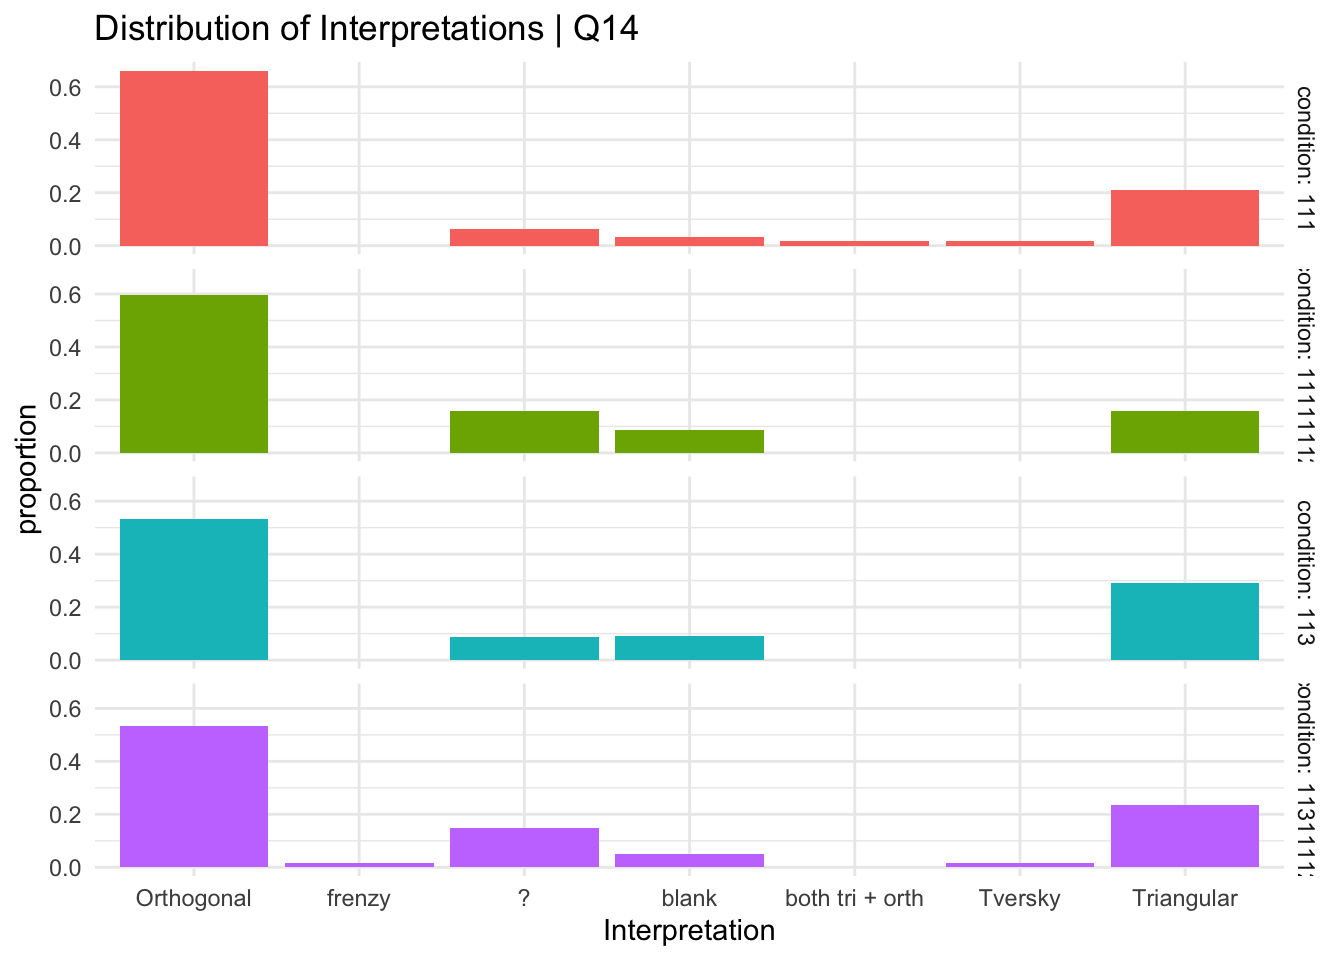 Distribution of Interpretations | Q14
proportion
0.6
0.4
0.2
0.0
condition: 111
0.6
0.4
0.2
0.0
ondition: 11111111
0.6
0.4
0.2
0.0
condition: 113
0.6
0.4
0.2
0.0
ondition: 1131111
Orthogonal frenzy ? blank both tri + orth Tversky Triangular
Interpretation